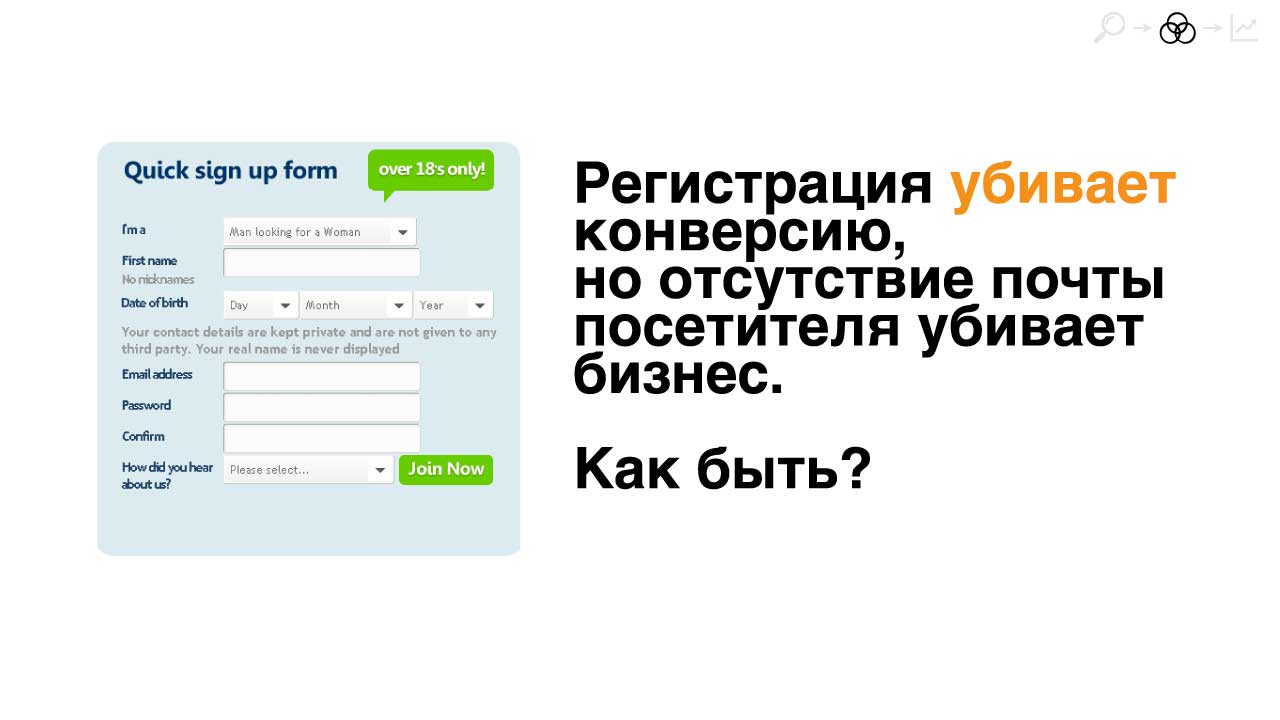 Quick sign up form
over 18's only!
I'm a
Man looking for a Woman
First name
No nicknames
Date of birth
Day
Month
Year
Your contact details are kept private and are not given to any
third party. Your real name is never displayed
Email address
Password
Confirm
How did you hear
about us?
Please select...
Join Now
Регистрация убивает
конверсию,
но отсутствие почты
посетителя убивает
бизнес.
Как быть?